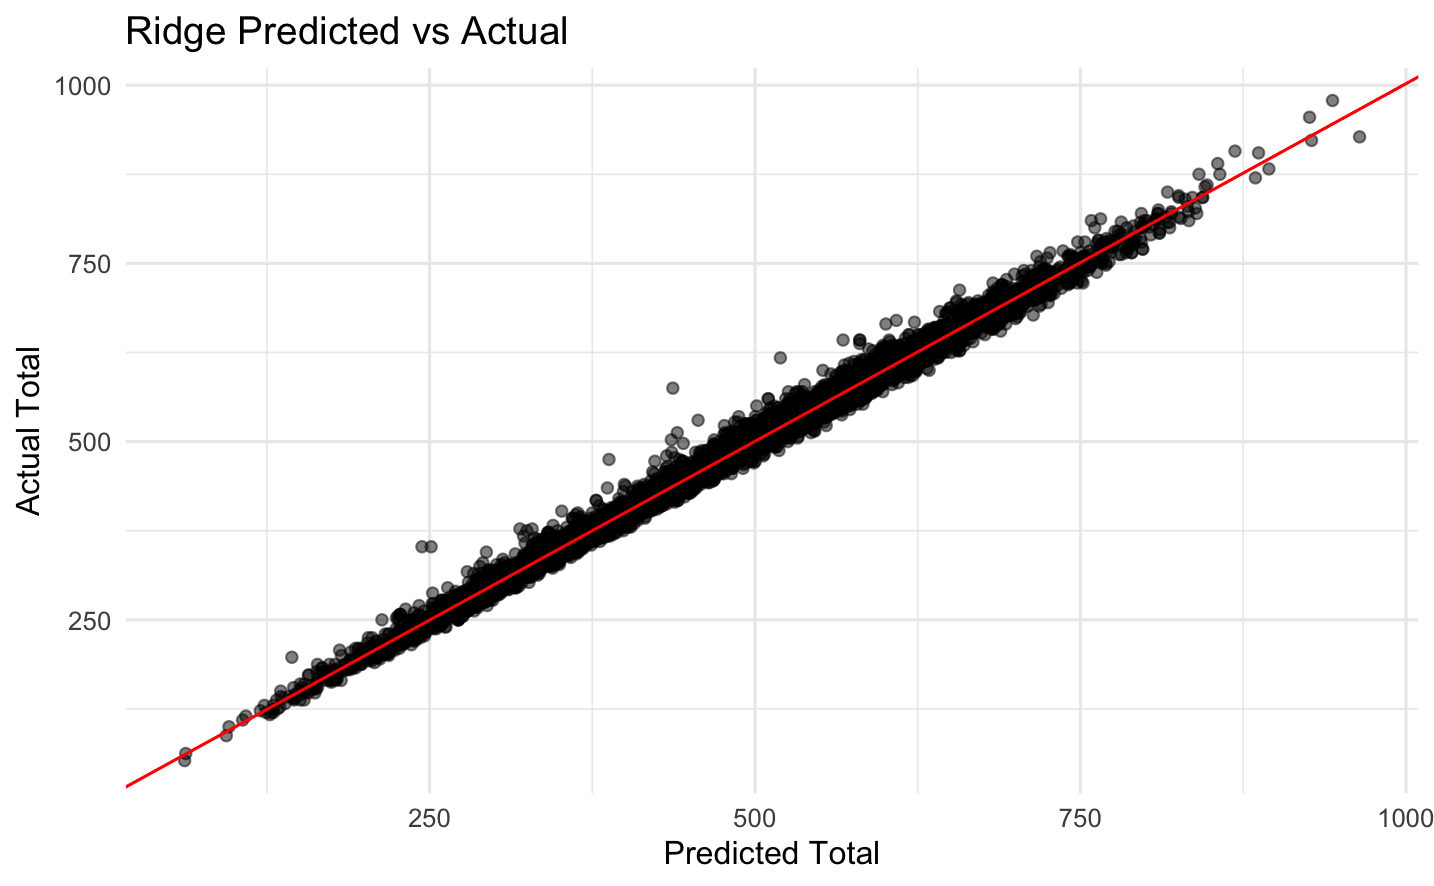 Ridge Predicted vs Actual
1000
750
500
250
Actual Total
250 500 750 1000
Predicted Total